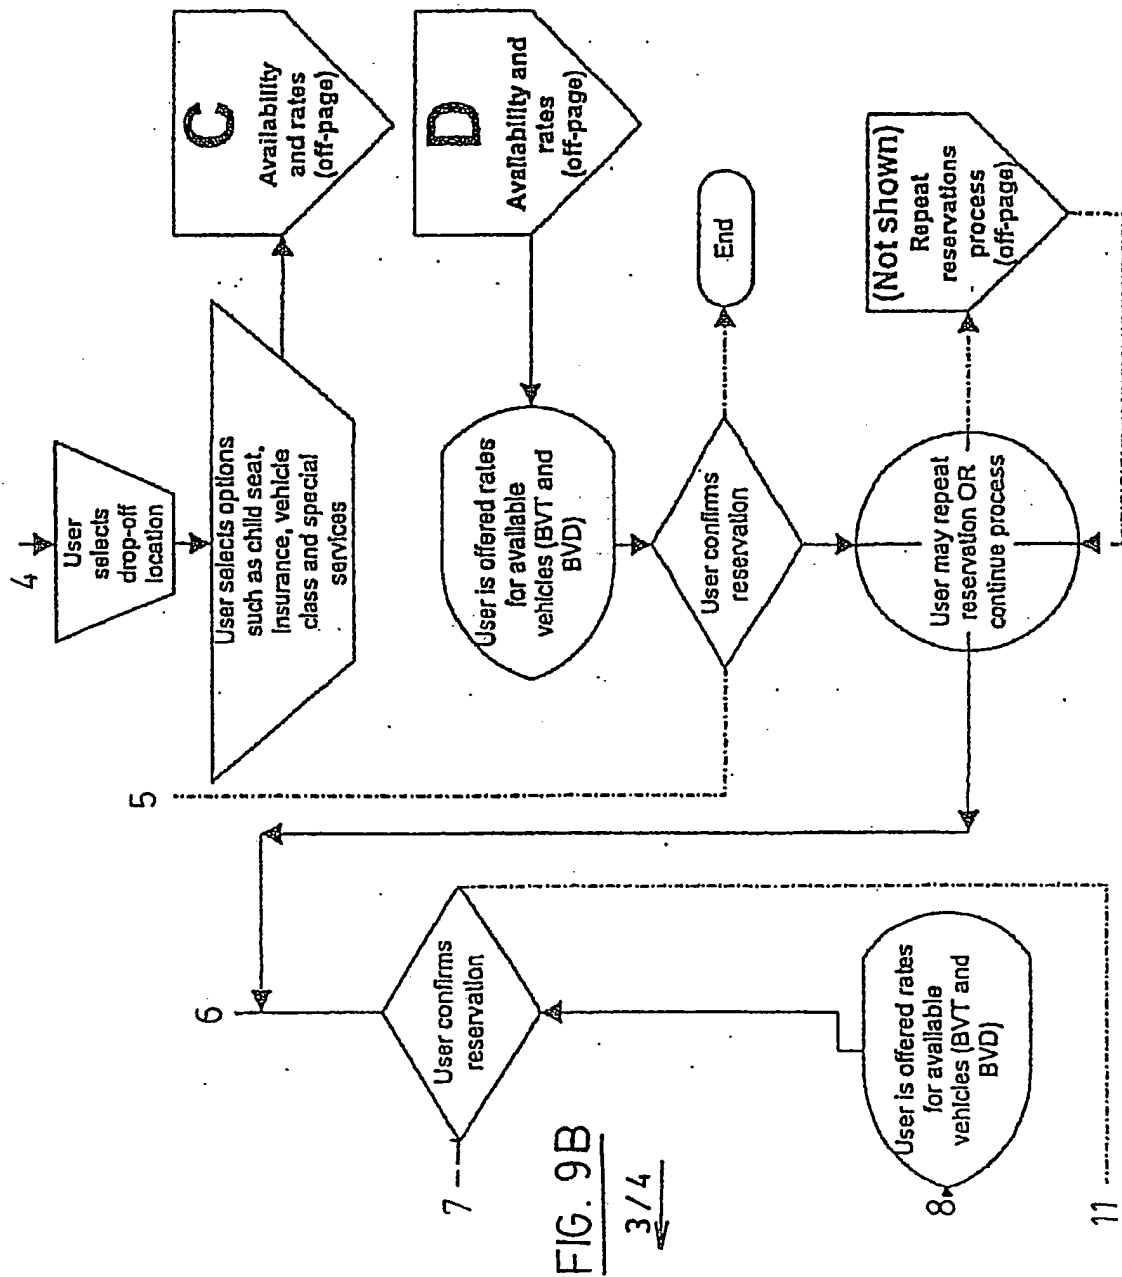 4
User
selects
drop-off
location
User selects options
such as child seat,
Insurance, vehicle
class and special
services
C
Availability
and rates
(off-page)
D
Availability and
rates
(off-page)
User is offered rates
for available
vehicles (BVT and
BVD)
5
User confirms
reservation
End
User may repeat
reservation OR
continue process
(Not shown)
Repeat
reservations
process
(off-page)
6
7
User confirms
reservation
8
User is offered rates
for available
vehicles (BVT and
BVD)
11
FIG. 9B
3/4